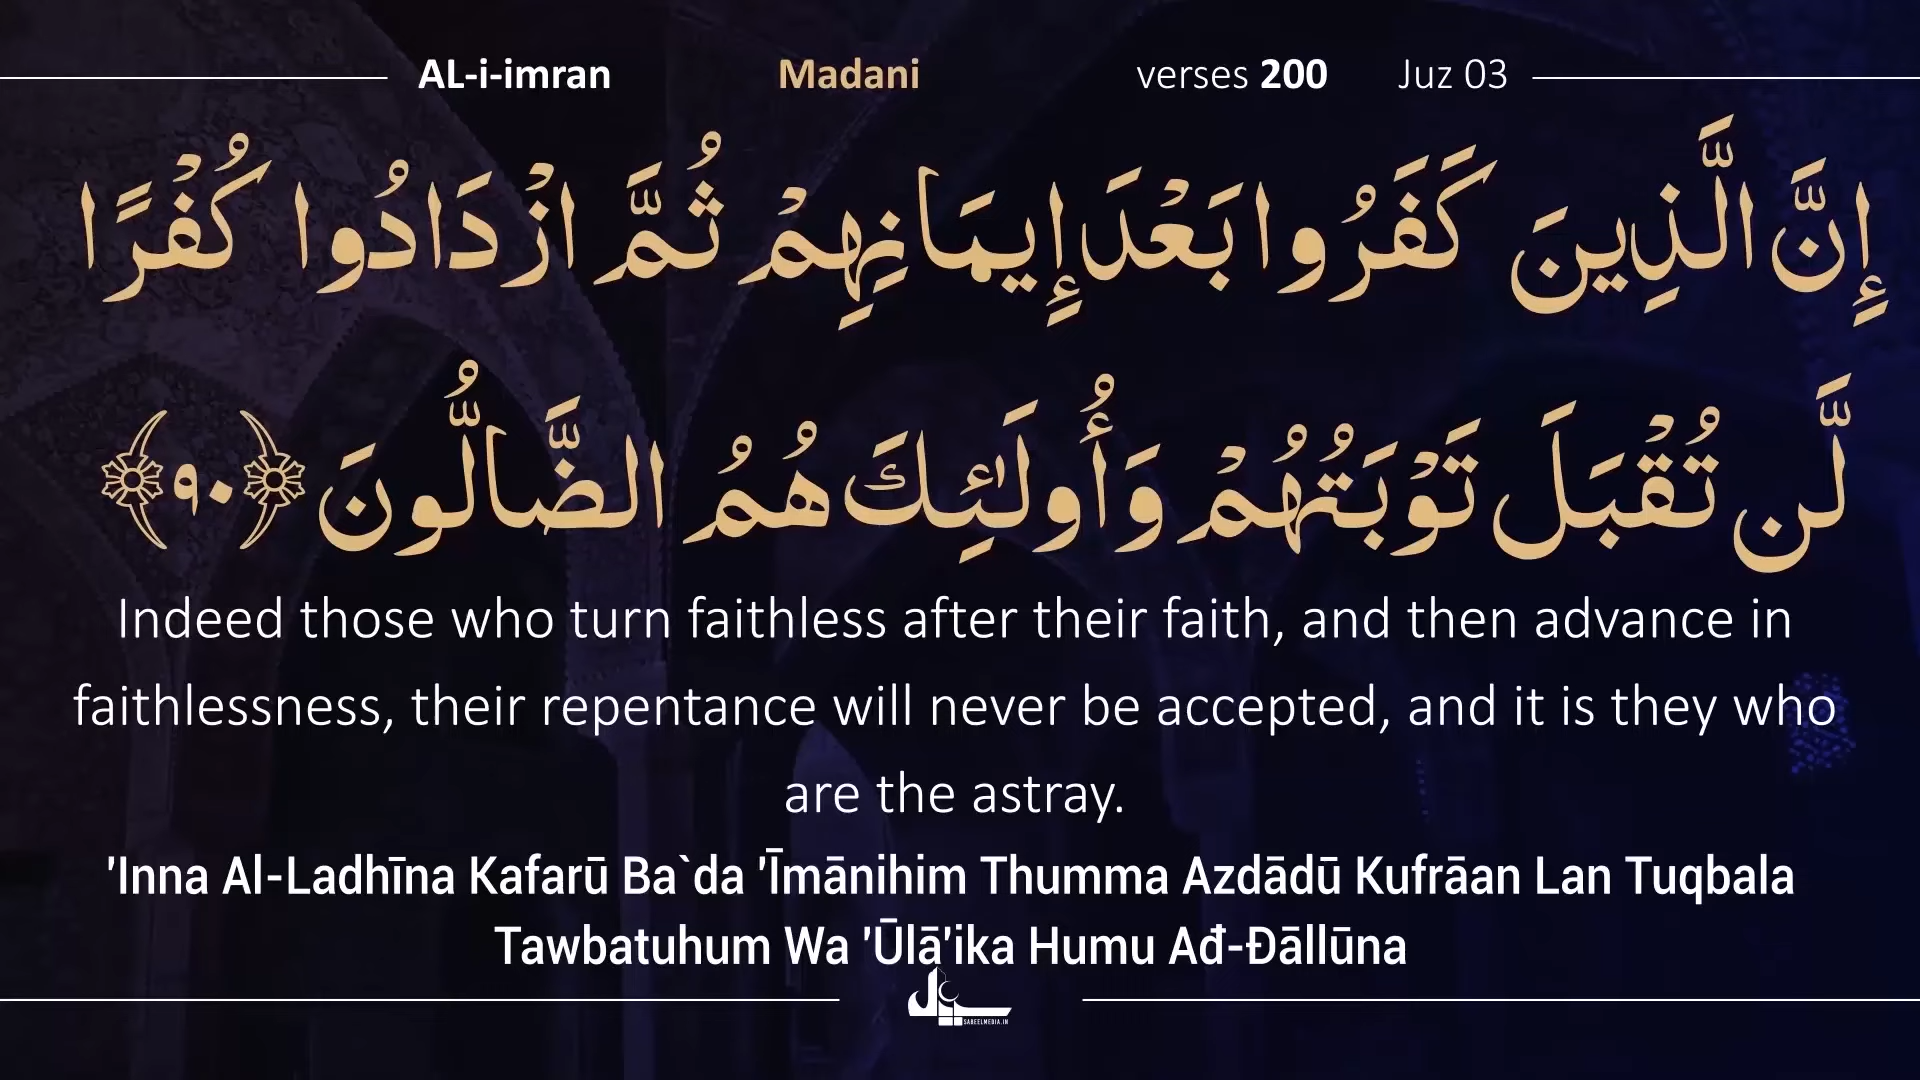 AL-i-imran Madani verses 200 Juz 03
إِنَّ الَّذِينَ كَفَرُوا بَعْدَ إِيمَانِهِمْ ثُمَّ ازْدَادُوا كُفْرًا
لَّن تُقْبَلَ تَوْبَتُهُمْ وَأُولَٰئِكَ هُمُ الضَّالُّونَ ﴿٩٠﴾
Indeed those who turn faithless after their faith, and then advance in
faithlessness, their repentance will never be accepted, and it is they who
are the astray.
'Inna Al-Ladhīna Kafarū Ba`da 'Īmānihim Thumma Azdādū Kufrāan Lan Tuqbala
Tawbatuhum Wa 'Ūlā'ika Humu Ađ-Đāllūna
SABEELMEDIA.IN